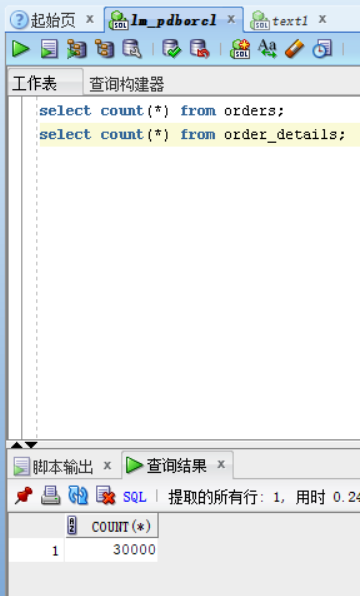 起始页 lm_pdborcl text1
工作表 查询构建器
select count(*) from orders;
select count(*) from order_details;
脚本输出 查询结果
SQL 提取的所有行: 1, 用时 0.24
COUNT(*)
1 30000